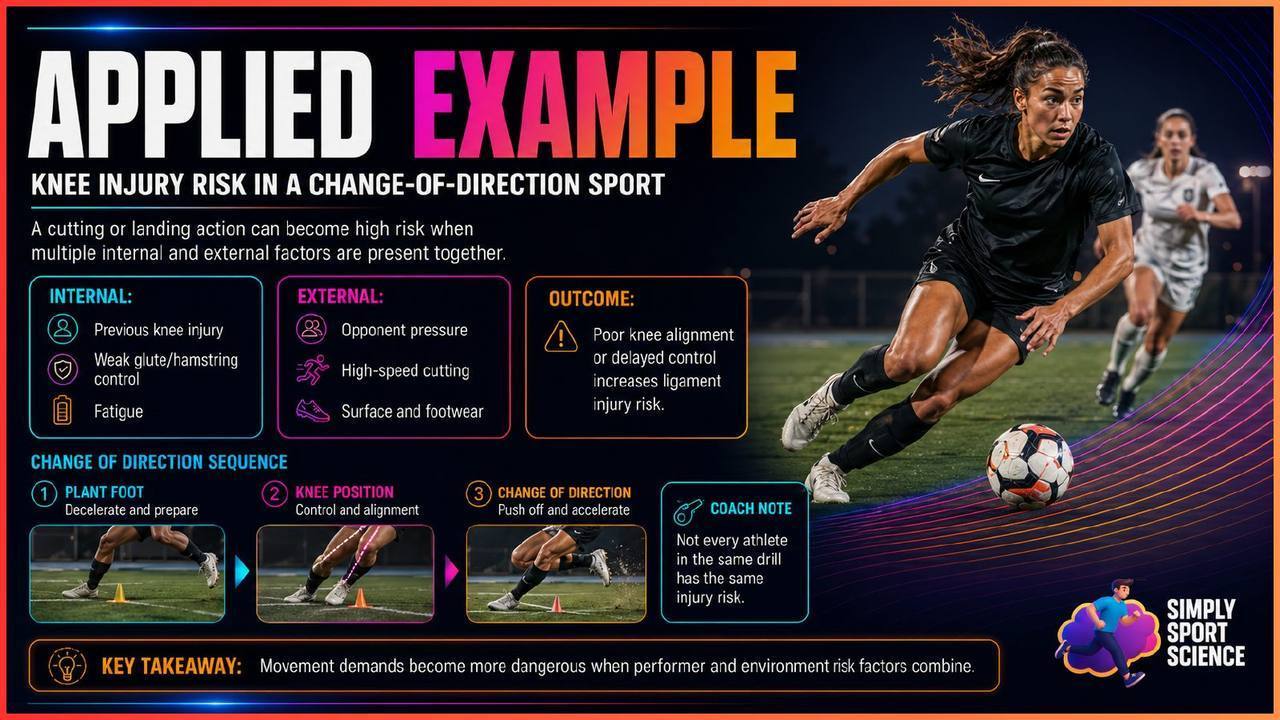 APPLIED EXAMPLE
KNEE INJURY RISK IN A CHANGE-OF-DIRECTION SPORT
A cutting or landing action can become high risk when
multiple internal and external factors are present together.
INTERNAL:
Previous knee injury
Weak glute/hamstring
control
Fatigue
EXTERNAL:
Opponent pressure
High-speed cutting
Surface and footwear
OUTCOME:
Poor knee alignment
or delayed control
increases ligament
injury risk.
CHANGE OF DIRECTION SEQUENCE
1 PLANT FOOT
Decelerate and prepare
2 KNEE POSITION
Control and alignment
3 CHANGE OF DIRECTION
Push off and accelerate
COACH NOTE
Not every athlete
in the same drill
has the same
injury risk.
KEY TAKEAWAY: Movement demands become more dangerous when performer and environment risk factors combine.
SIMPLY
SPORT
SCIENCE